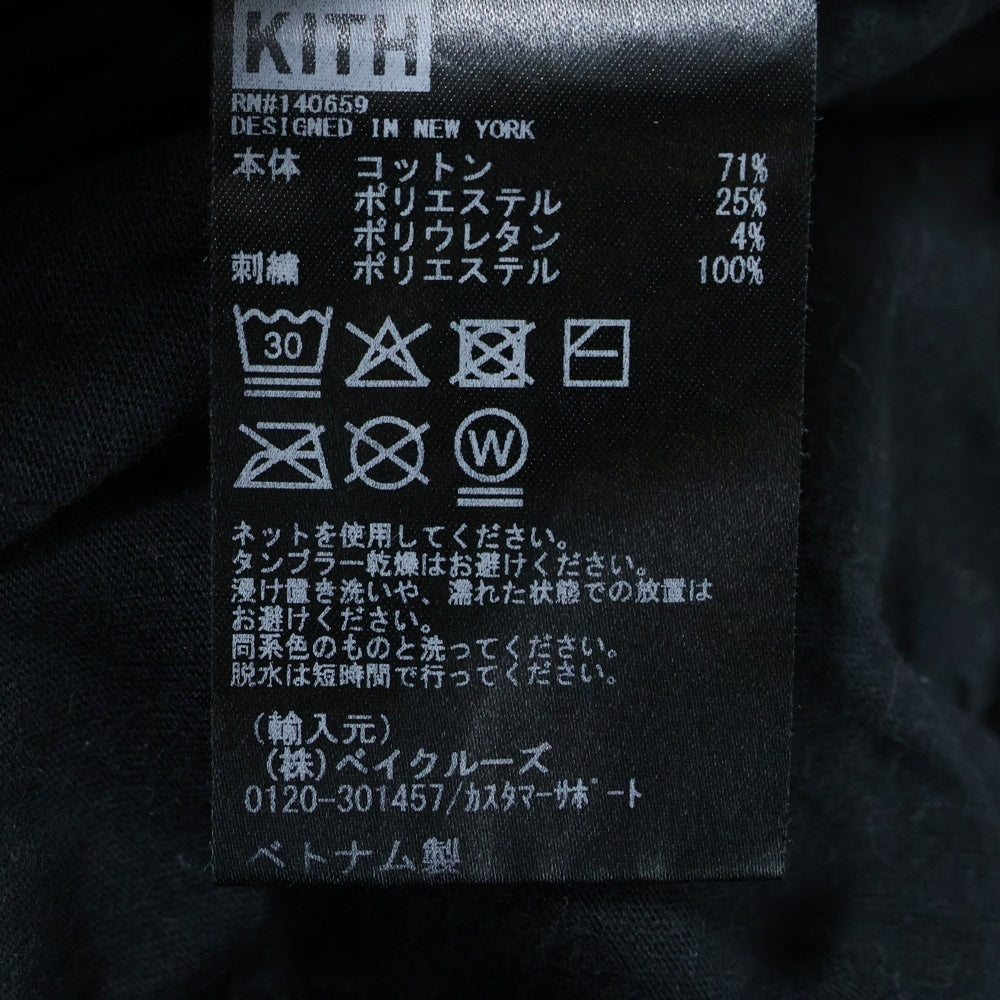 KITH
RN#140659
DESIGNED IN NEW YORK
本体 コットン 71%
ポリエステル 25%
ポリウレタン 4%
刺繍 ポリエステル 100%
30
W
ネットを使用してください。
タンブラー乾燥はお避けください。
浸け置き洗いや、濡れた状態での放置は
お避けください。
同系色のものと洗ってください。
脱水は短時間で行ってください。
(輸入元)
(株)ベイクルーズ
0120-301457/ｶｽﾀﾏｰｻﾎﾟｰﾄ
ベトナム製